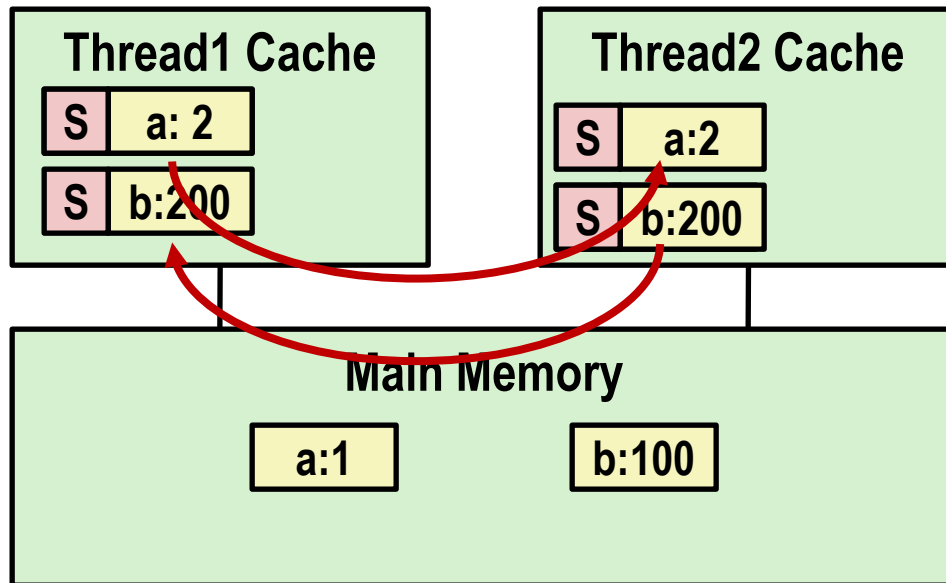 Thread1 Cache
S a: 2
S b:200
Thread2 Cache
S a:2
S b:200
Main Memory
a:1
b:100